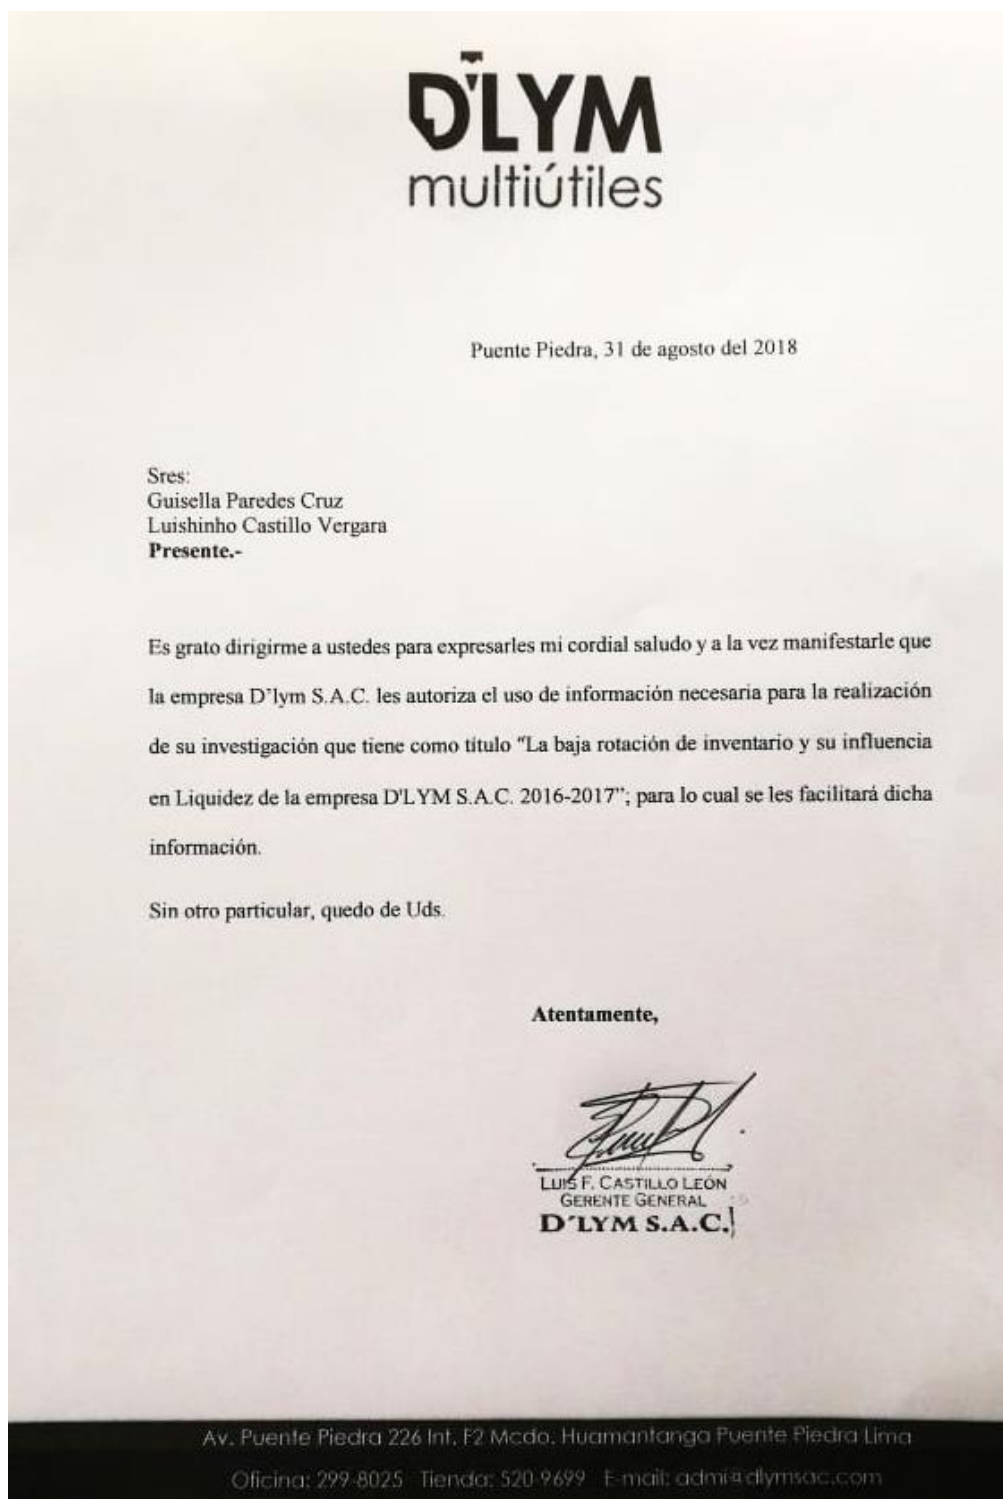 D'LYM
multiútiles
Puente Piedra, 31 de agosto del 2018
Sres:
Guisella Paredes Cruz
Luishinho Castillo Vergara
Presente.-
Es grato dirigirme a ustedes para expresarles mi cordial saludo y a la vez manifestarle que
la empresa D’lym S.A.C. les autoriza el uso de información necesaria para la realización
de su investigación que tiene como título “La baja rotación de inventario y su influencia
en Liquidez de la empresa D'LYM S.A.C. 2016-2017”; para lo cual se les facilitará dicha
información.
Sin otro particular, quedo de Uds.
Atentamente,
LUIS F. CASTILLO LEÓN
GERENTE GENERAL
D´LYM S.A.C.
Av. Puente Piedra 226 Int. F2 Mcdo. Huamantanga Puente Piedra Lima
Oficina: 299-8025 Tienda: 520-9699 E-mail: admi@dlymsac.com